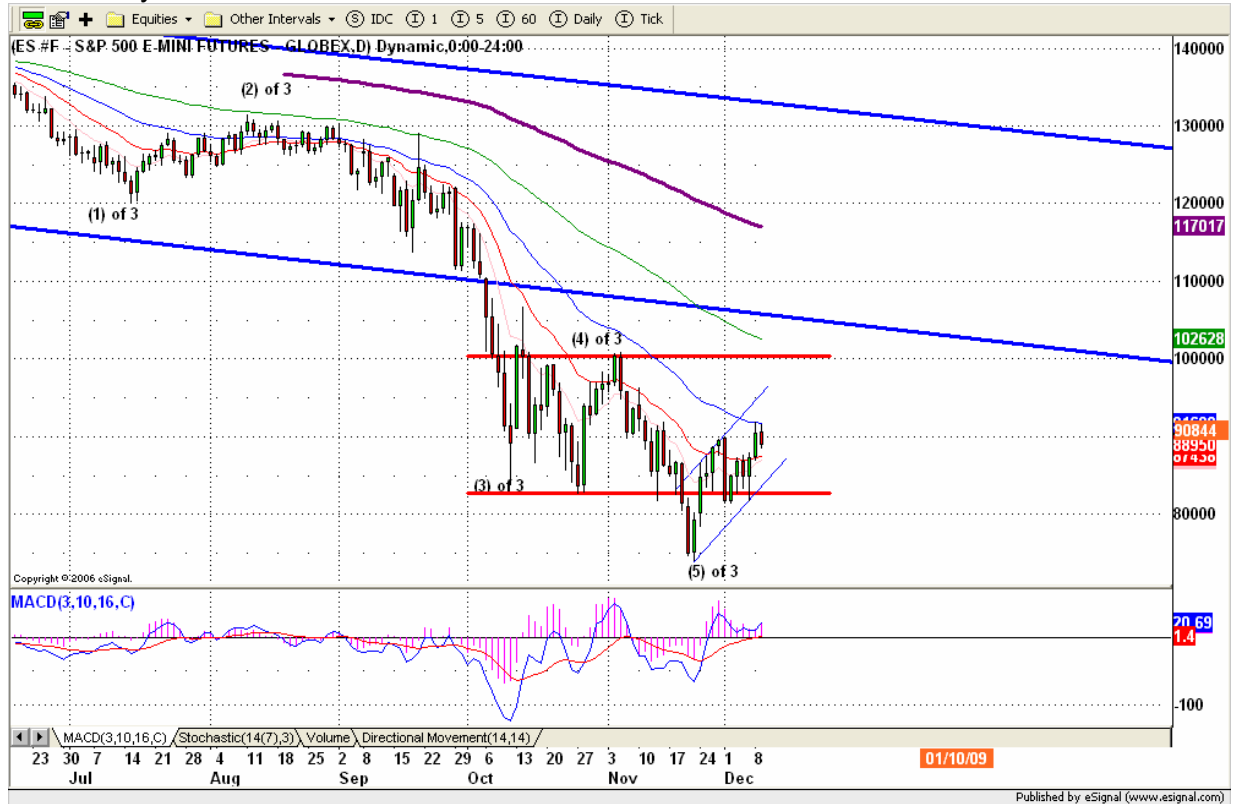 Equities Other Intervals S IDC I 1 I 5 I 60 I Daily I Tick
(ES #F - S&P 500 E-MINI FUTURES - GLOBEX,D) Dynamic,0:00-24:00
140000
(2) of 3
130000
(1) of 3
120000
117017
110000
(4) of 3
102628
100000
90844
88950
87438
(3) of 3
80000
(5) of 3
Copyright © 2006 eSignal.
MACD(3,10,16,C)
20.69
1.4
-100
MACD(3,10,16,C) Stochastic(14(7),3) Volume Directional Movement(14,14)
23 30 7 14 21 28 4 11 18 25 2 8 15 22 29 6 13 20 27 3 10 17 24 1 8 01/10/09
Jul Aug Sep Oct Nov Dec
Published by eSignal (www.esignal.com)